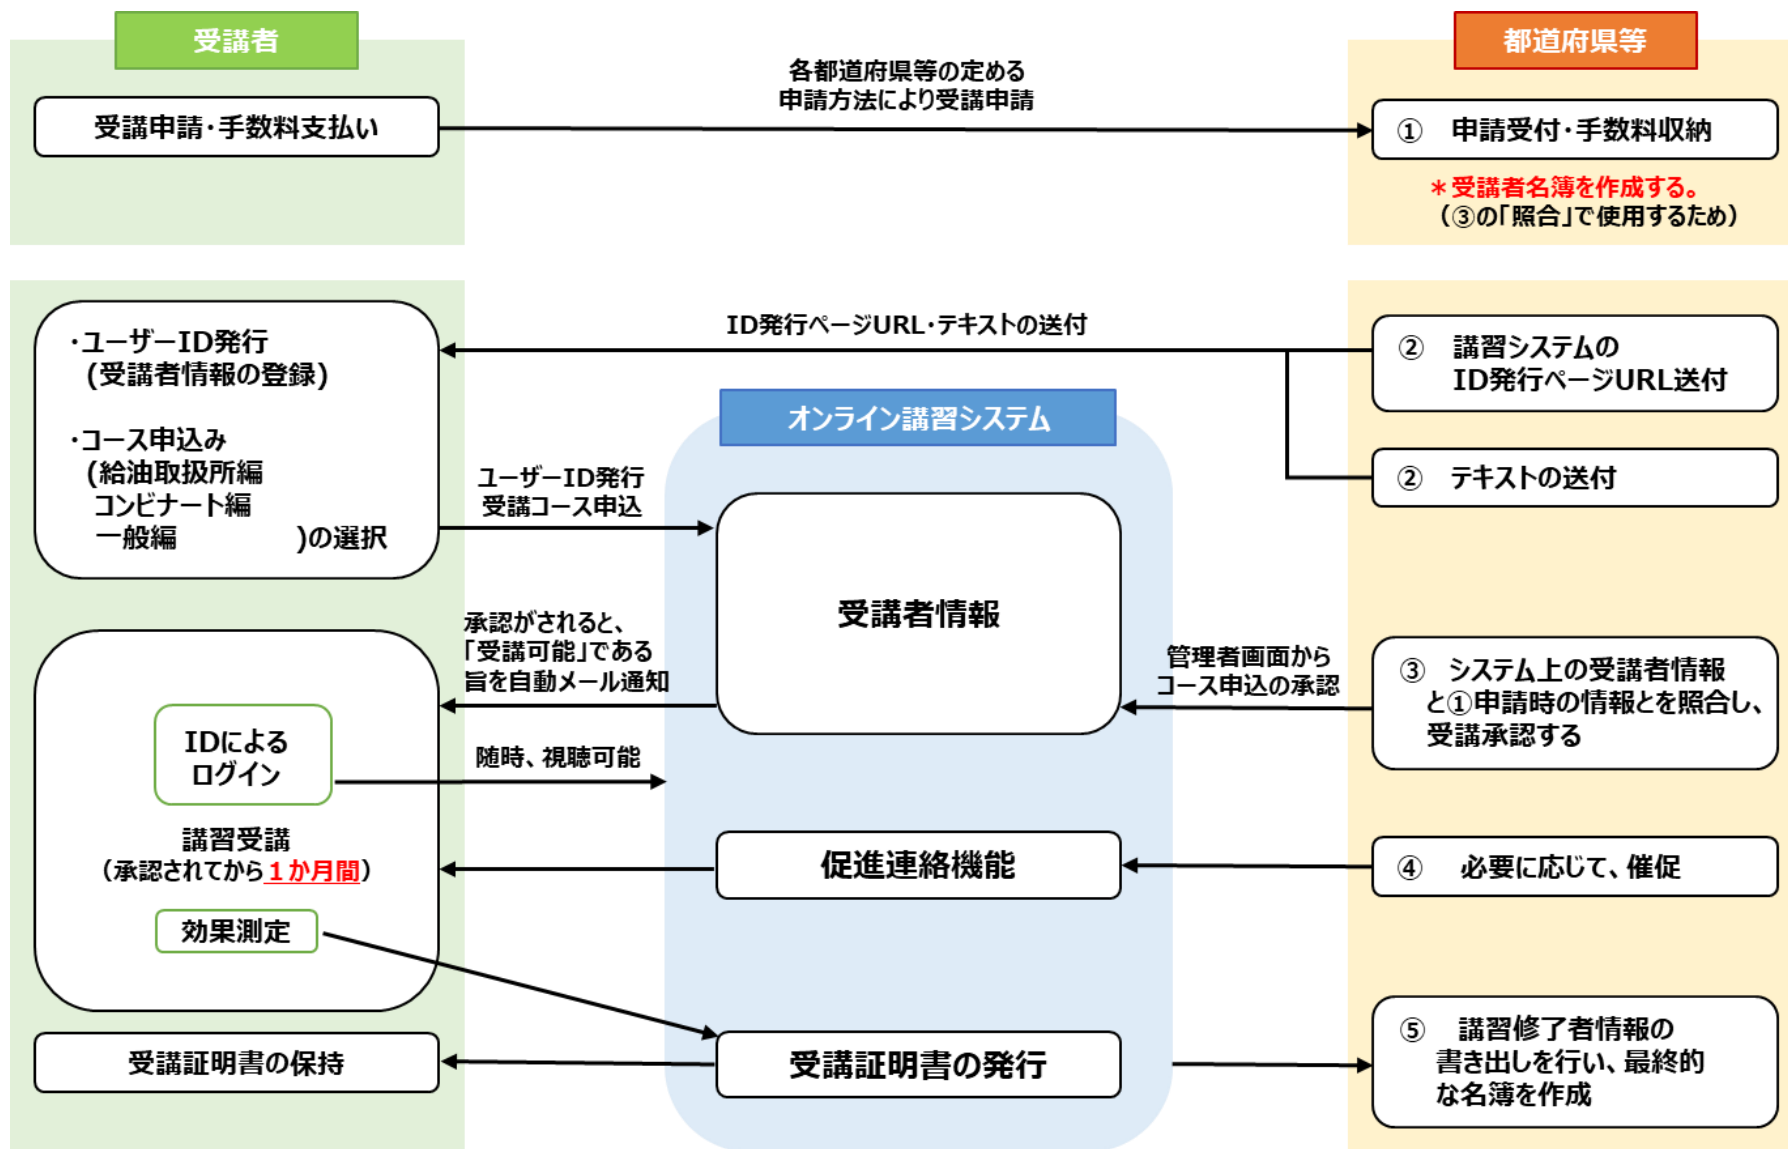 受講者
都道府県等
各都道府県等の定める
申請方法により受講申請
受講申請・手数料支払い
① 申請受付・手数料収納
＊受講者名簿を作成する。
（③の「照合」で使用するため）
・ユーザーID発行
(受講者情報の登録)
・コース申込み
(給油取扱所編
コンビナート編
一般編 )の選択
ID発行ページURL・テキストの送付
② 講習システムの
ID発行ページURL送付
② テキストの送付
オンライン講習システム
ユーザーID発行
受講コース申込
受講者情報
承認がされると、
「受講可能」である
旨を自動メール通知
管理者画面から
コース申込の承認
③ システム上の受講者情報
と①申請時の情報とを照合し、
受講承認する
IDによる
ログイン
随時、視聴可能
講習受講
（承認されてから１か月間）
効果測定
促進連絡機能
④ 必要に応じて、催促
受講証明書の保持
受講証明書の発行
⑤ 講習修了者情報の
書き出しを行い、最終的
な名簿を作成